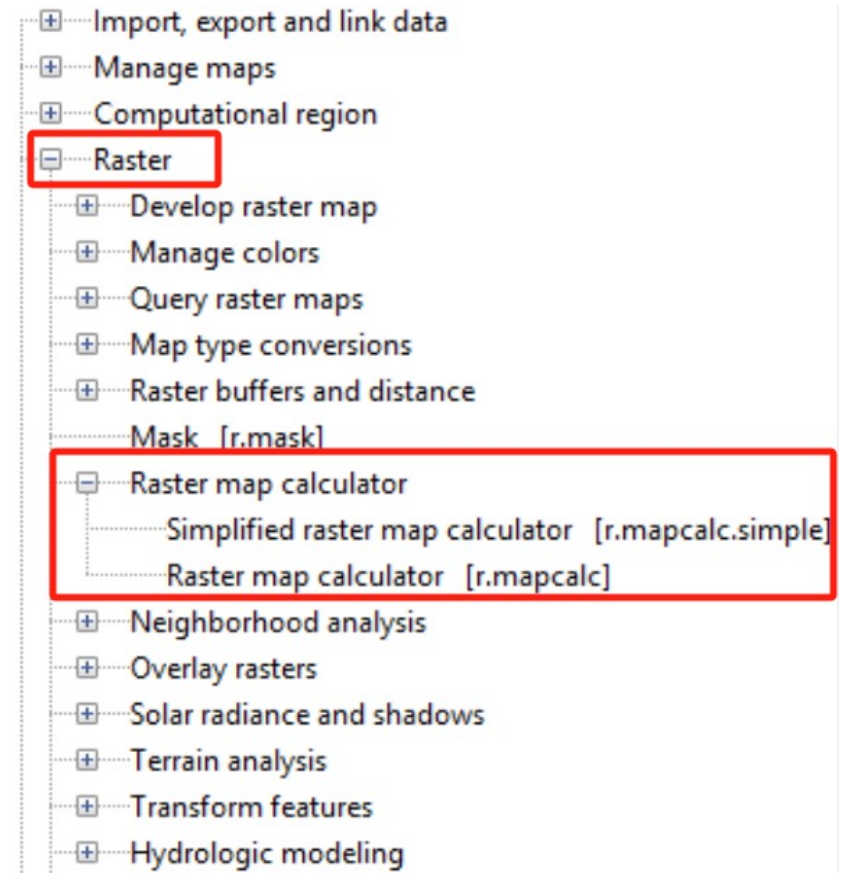 Import, export and link data
Manage maps
Computational region
Raster
Develop raster map
Manage colors
Query raster maps
Map type conversions
Raster buffers and distance
Mask [r.mask]
Raster map calculator
Simplified raster map calculator [r.mapcalc.simple]
Raster map calculator [r.mapcalc]
Neighborhood analysis
Overlay rasters
Solar radiance and shadows
Terrain analysis
Transform features
Hydrologic modeling